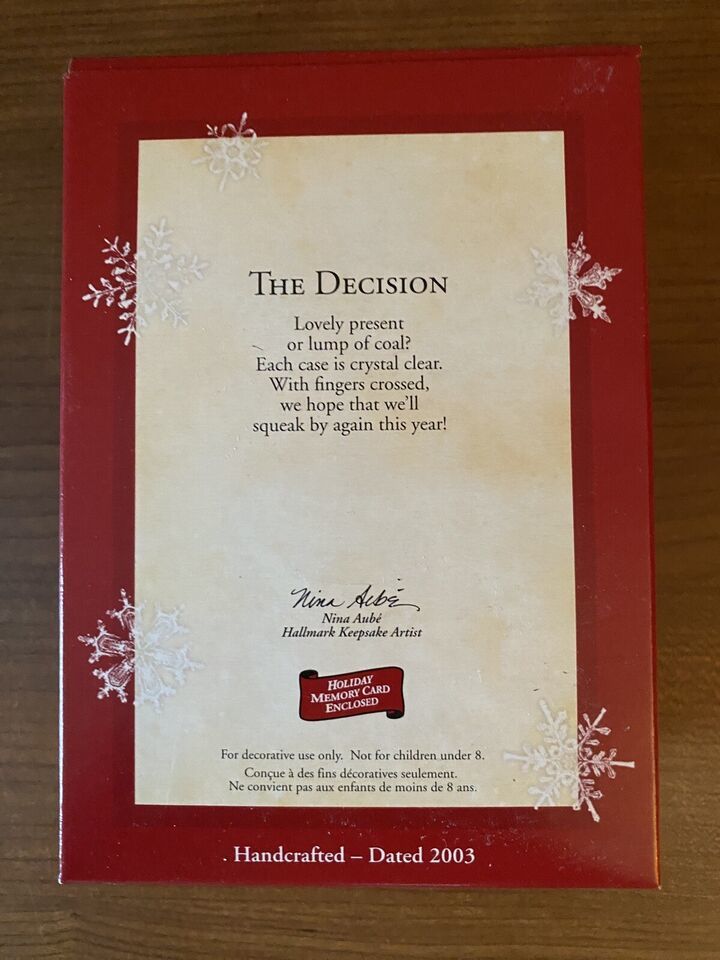 THE DECISION
Lovely present
or lump of coal?
Each case is crystal clear.
With fingers crossed,
we hope that we'll
squeak by again this year!
Nina Aubé
Nina Aubé
Hallmark Keepsake Artist
HOLIDAY
MEMORY CARD
ENCLOSED
For decorative use only. Not for children under 8.
Conçue à des fins décoratives seulement.
Ne convient pas aux enfants de moins de 8 ans.
Handcrafted – Dated 2003